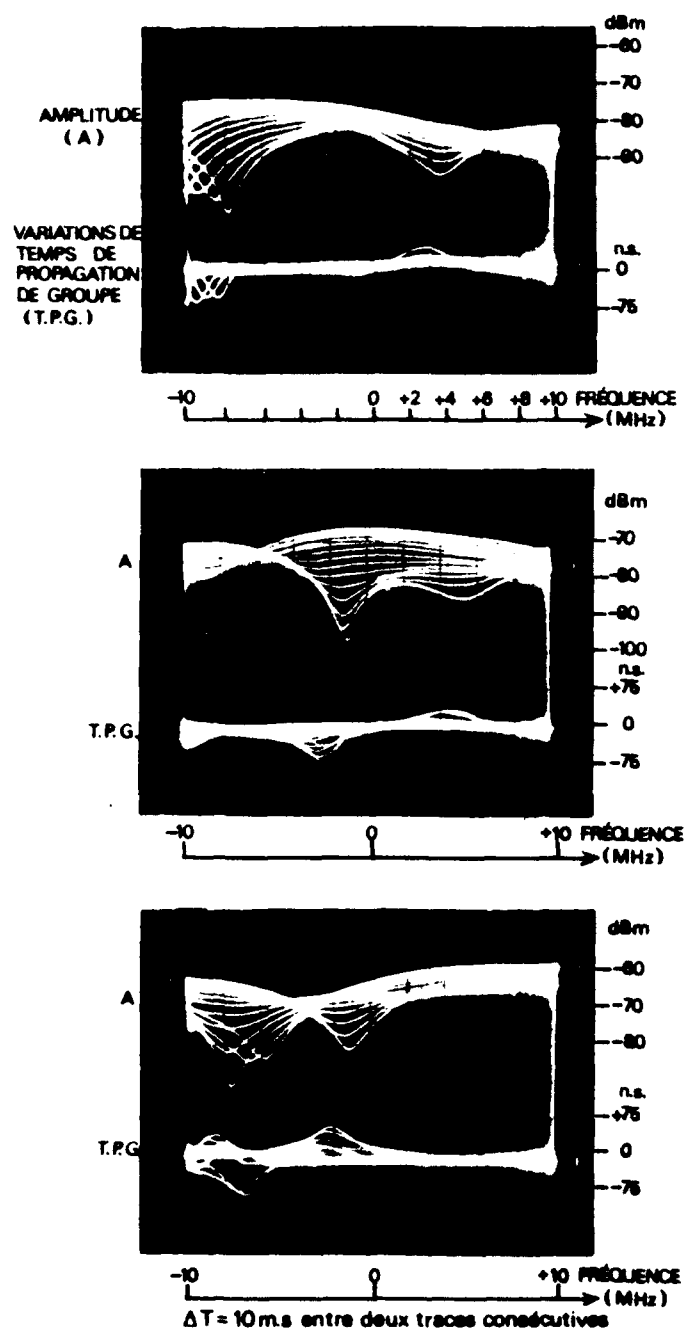 dBm
-60
-70
AMPLITUDE
(A)
-80
-90
VARIATIONS DE
TEMPS DE
PROPAGATION
DE GROUPE
(T.P.G.)
n.s.
0
-75
-10 0 +2 +4 +6 +8 +10 FRÉQUENCE
(MHz)
dBm
-70
A
-80
-90
-100
n.s.
+75
T.P.G.
0
-75
-10 0 +10 FRÉQUENCE
(MHz)
dBm
-60
A
-70
-80
n.s.
+75
T.P.G
0
-75
-10 0 +10 FRÉQUENCE
(MHz)
ΔT = 10 m.s entre deux traces consécutives